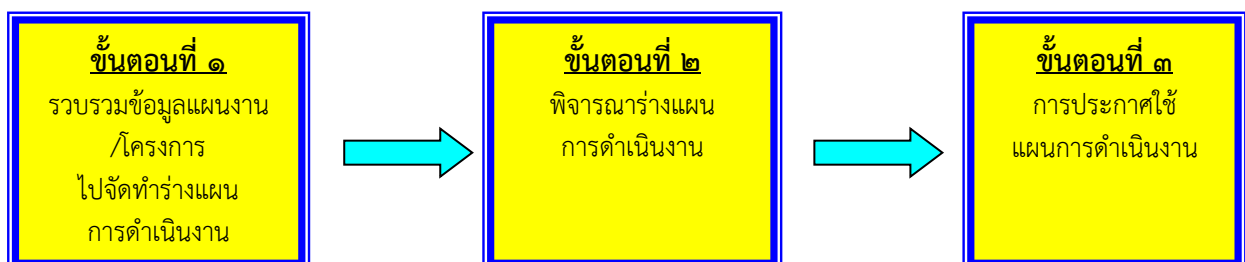 ขั้นตอนที่ ๑
รวบรวมข้อมูลแผนงาน
/โครงการ
ไปจัดทำร่างแผน
การดำเนินงาน
ขั้นตอนที่ ๒
พิจารณาร่างแผน
การดำเนินงาน
ขั้นตอนที่ ๓
การประกาศใช้
แผนการดำเนินงาน